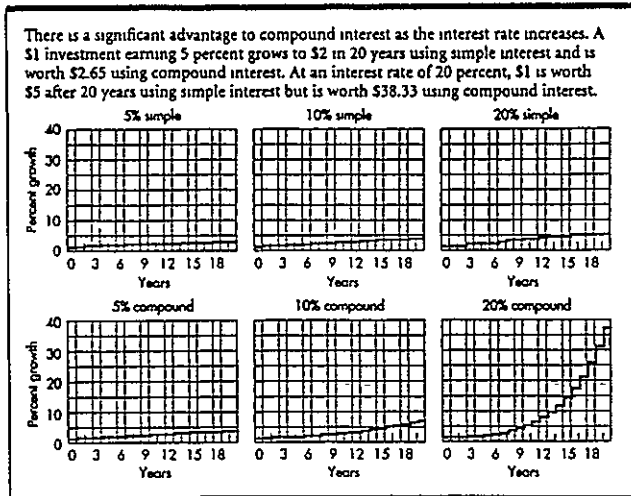 There is a significant advantage to compound interest as the interest rate increases. A
$1 investment earning 5 percent grows to $2 in 20 years using simple interest and is
worth $2.65 using compound interest. At an interest rate of 20 percent, $1 is worth
$5 after 20 years using simple interest but is worth $38.33 using compound interest.
5% simple 10% simple 20% simple
40
30
20
10
0
Percent growth
0 3 6 9 12 15 18 0 3 6 9 12 15 18 0 3 6 9 12 15 18
Years Years Years
5% compound 10% compound 20% compound
40
30
20
10
0
Percent growth
0 3 6 9 12 15 18 0 3 6 9 12 15 18 0 3 6 9 12 15 18
Years Years Years